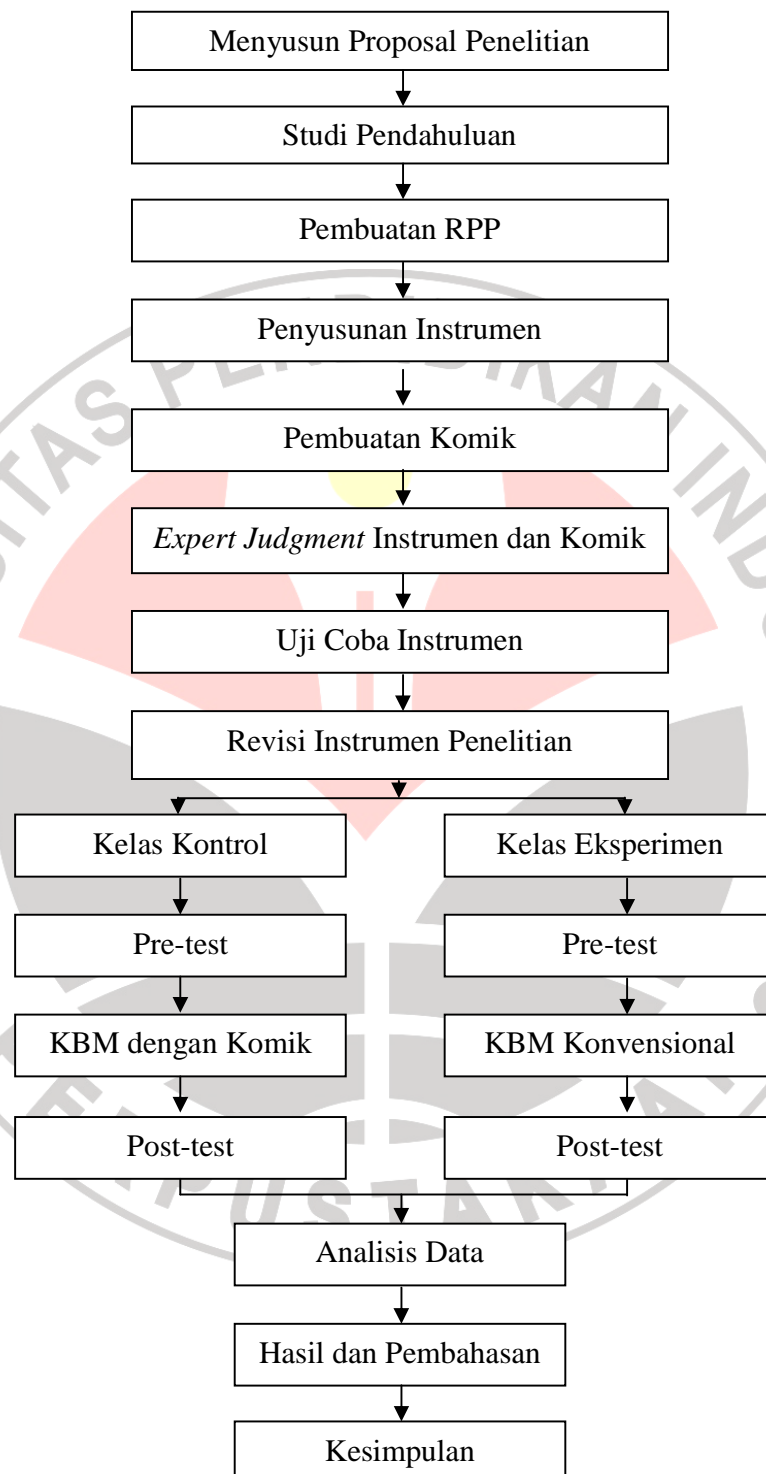 Menyusun Proposal Penelitian
Studi Pendahuluan
Pembuatan RPP
Penyusunan Instrumen
Pembuatan Komik
Expert Judgment Instrumen dan Komik
Uji Coba Instrumen
Revisi Instrumen Penelitian
Kelas Kontrol
Kelas Eksperimen
Pre-test
Pre-test
KBM dengan Komik
KBM Konvensional
Post-test
Post-test
Analisis Data
Hasil dan Pembahasan
Kesimpulan